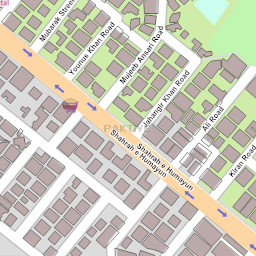 tal
Mubarak Street
Younus Khan Road
Mujeeb Ansari Road
Jahangir Khan Road
Ali Road
Kiran Road
Shahrah e Humayun
Shahrah e Humayun